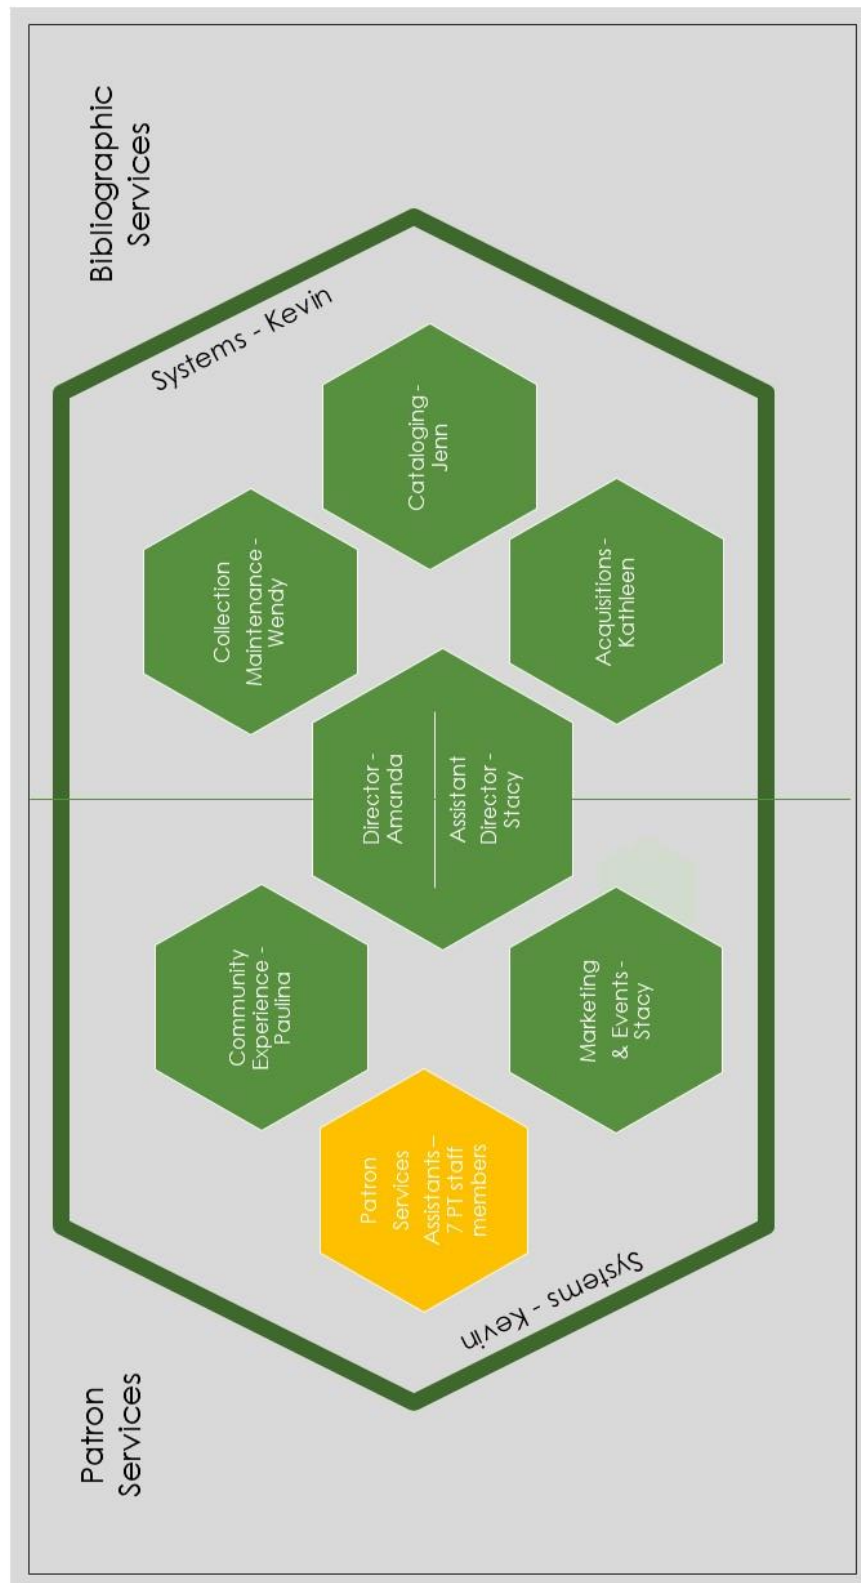 Patron
Services
Bibliographic
Services
Systems - Kevin
Community
Experience -
Paulina
Collection
Maintenance -
Wendy
Patron
Services
Assistants –
7 PT staff
members
Director -
Amanda
Assistant
Director -
Stacy
Cataloging -
Jenn
Marketing
& Events -
Stacy
Acquisitions -
Kathleen
Systems - Kevin